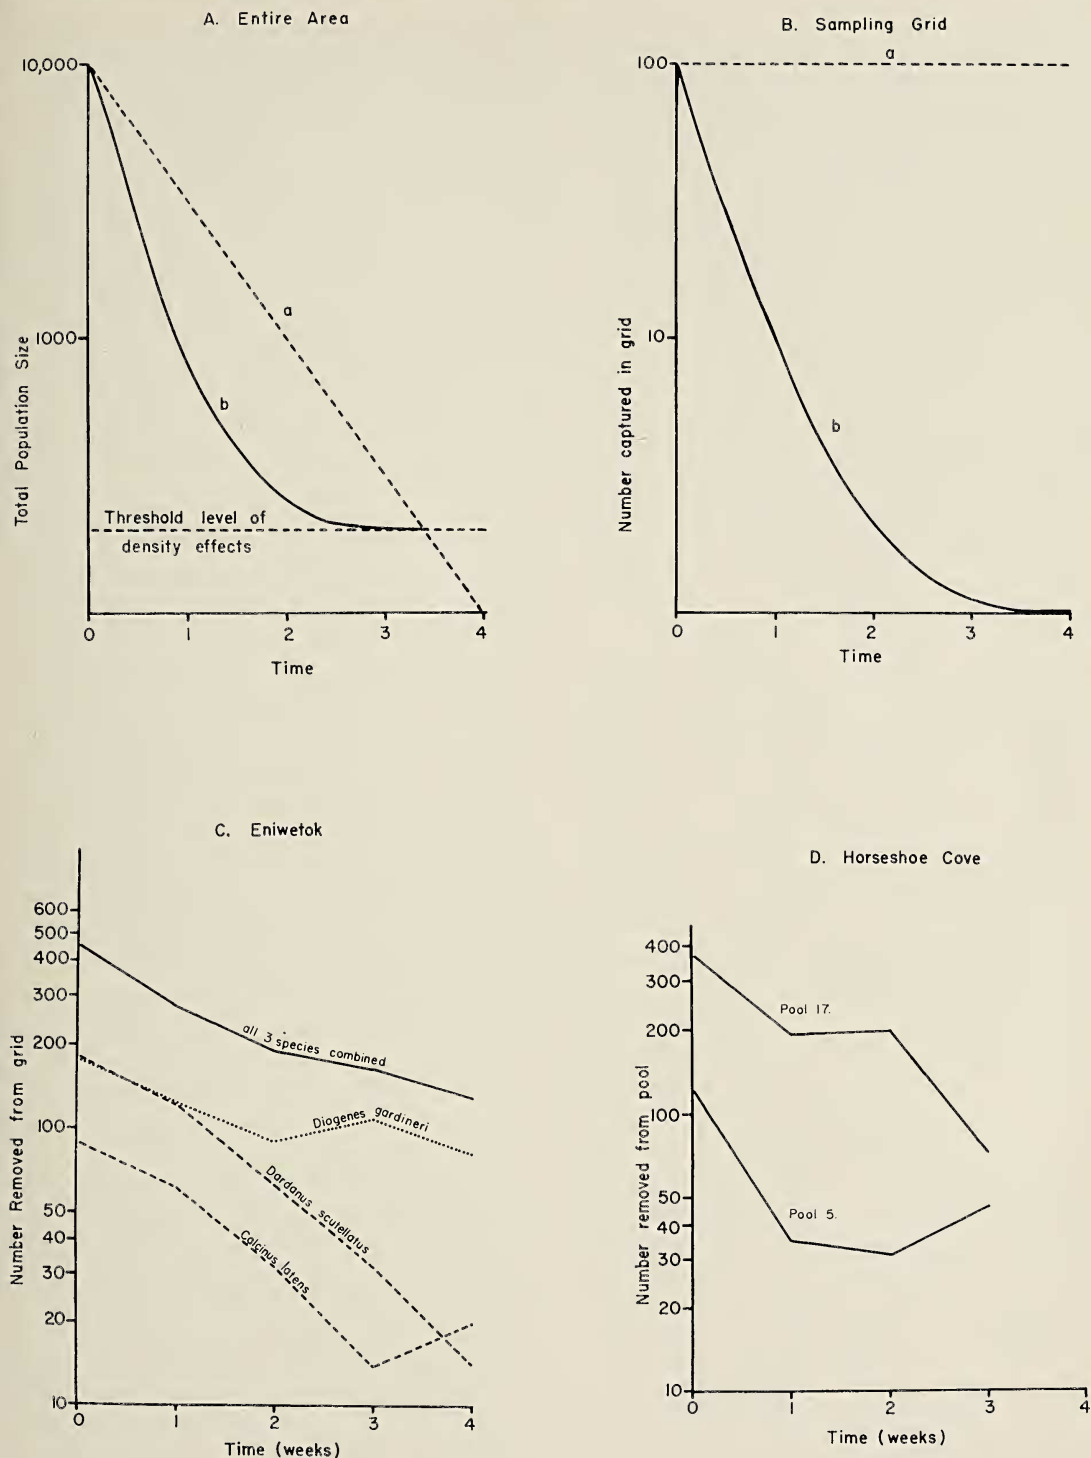 A. Entire Area
10,000
1000
Total Population Size
a
b
Threshold level of
density effects
0 1 2 3 4
Time
B. Sampling Grid
100
10
Number captured in grid
a
b
0 1 2 3 4
Time
C. Eniwetok
600
500
400
300
200
100
50
40
30
20
10
Number Removed from grid
all 3 species combined
Diogenes gardineri
Dardanus scutellatus
Calcinus latens
0 1 2 3 4
Time (weeks)
D. Horseshoe Cove
400
300
200
100
50
40
30
20
10
Number removed from pool
Pool 17.
Pool 5.
0 1 2 3 4
Time (weeks)